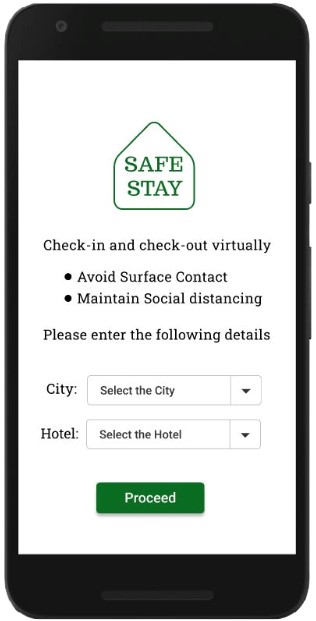 SAFE
STAY
Check-in and check-out virtually
Avoid Surface Contact
Maintain Social distancing
Please enter the following details
City: Select the City
Hotel: Select the Hotel
Proceed